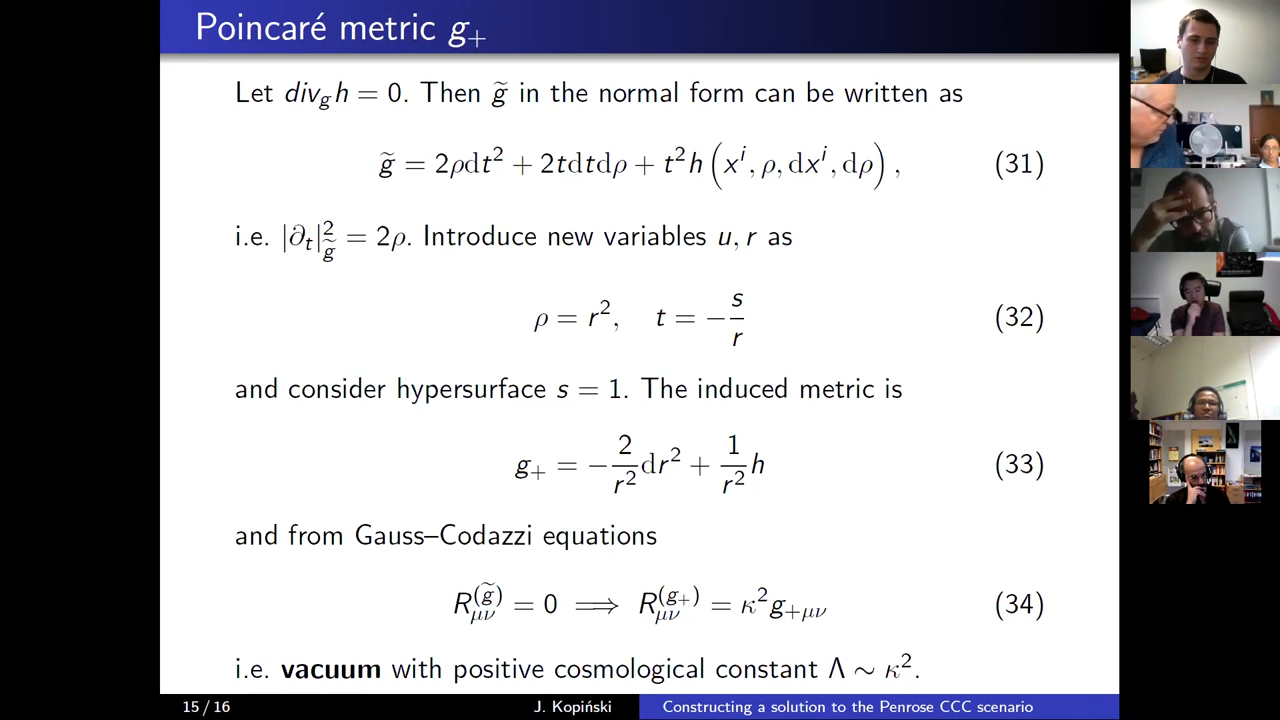 Poincaré metric g₊
Let div_g h = 0. Then g̃ in the normal form can be written as
g̃ = 2ρdt² + 2tdtdρ + t²h (xⁱ, ρ, dxⁱ, dρ), (31)
i.e. |∂ₜ|²_g̃ = 2ρ. Introduce new variables u, r as
ρ = r², t = −s/r (32)
and consider hypersurface s = 1. The induced metric is
g₊ = −2/r² dr² + 1/r² h (33)
and from Gauss–Codazzi equations
R_μν^(g̃) = 0 ⟹ R_μν^(g₊) = κ²g₊μν (34)
i.e. vacuum with positive cosmological constant Λ ∼ κ².
15 / 16 J. Kopiński Constructing a solution to the Penrose CCC scenario